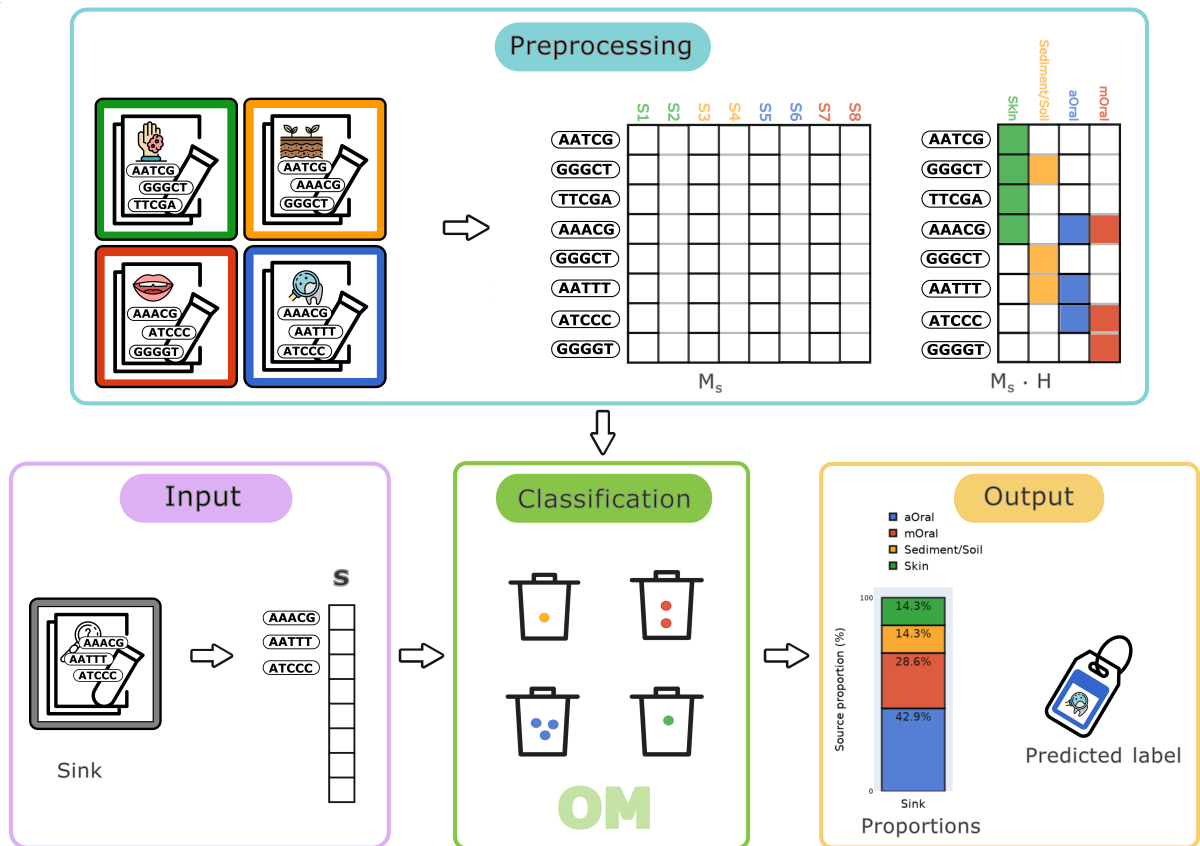 Preprocessing
AATCG
GGGCT
TTCGA
AATCG
AAACG
GGGCT
AAACG
ATCCC
GGGGT
AAACG
AATTT
ATCCC
S1 S2 S3 S4 S5 S6 S7 S8
AATCG
GGGCT
TTCGA
AAACG
GGGCT
AATTT
ATCCC
GGGGT
Ms
Skin Sediment/Soil aOral mOral
AATCG
GGGCT
TTCGA
AAACG
GGGCT
AATTT
ATCCC
GGGGT
Ms · H
Input
?
AAACG
AATTT
ATCCC
Sink
S
AAACG
AATTT
ATCCC
Classification
OM
Output
aOral
mOral
Sediment/Soil
Skin
Source proportion (%)
100
14.3%
14.3%
28.6%
42.9%
0
Sink
Proportions
Predicted label